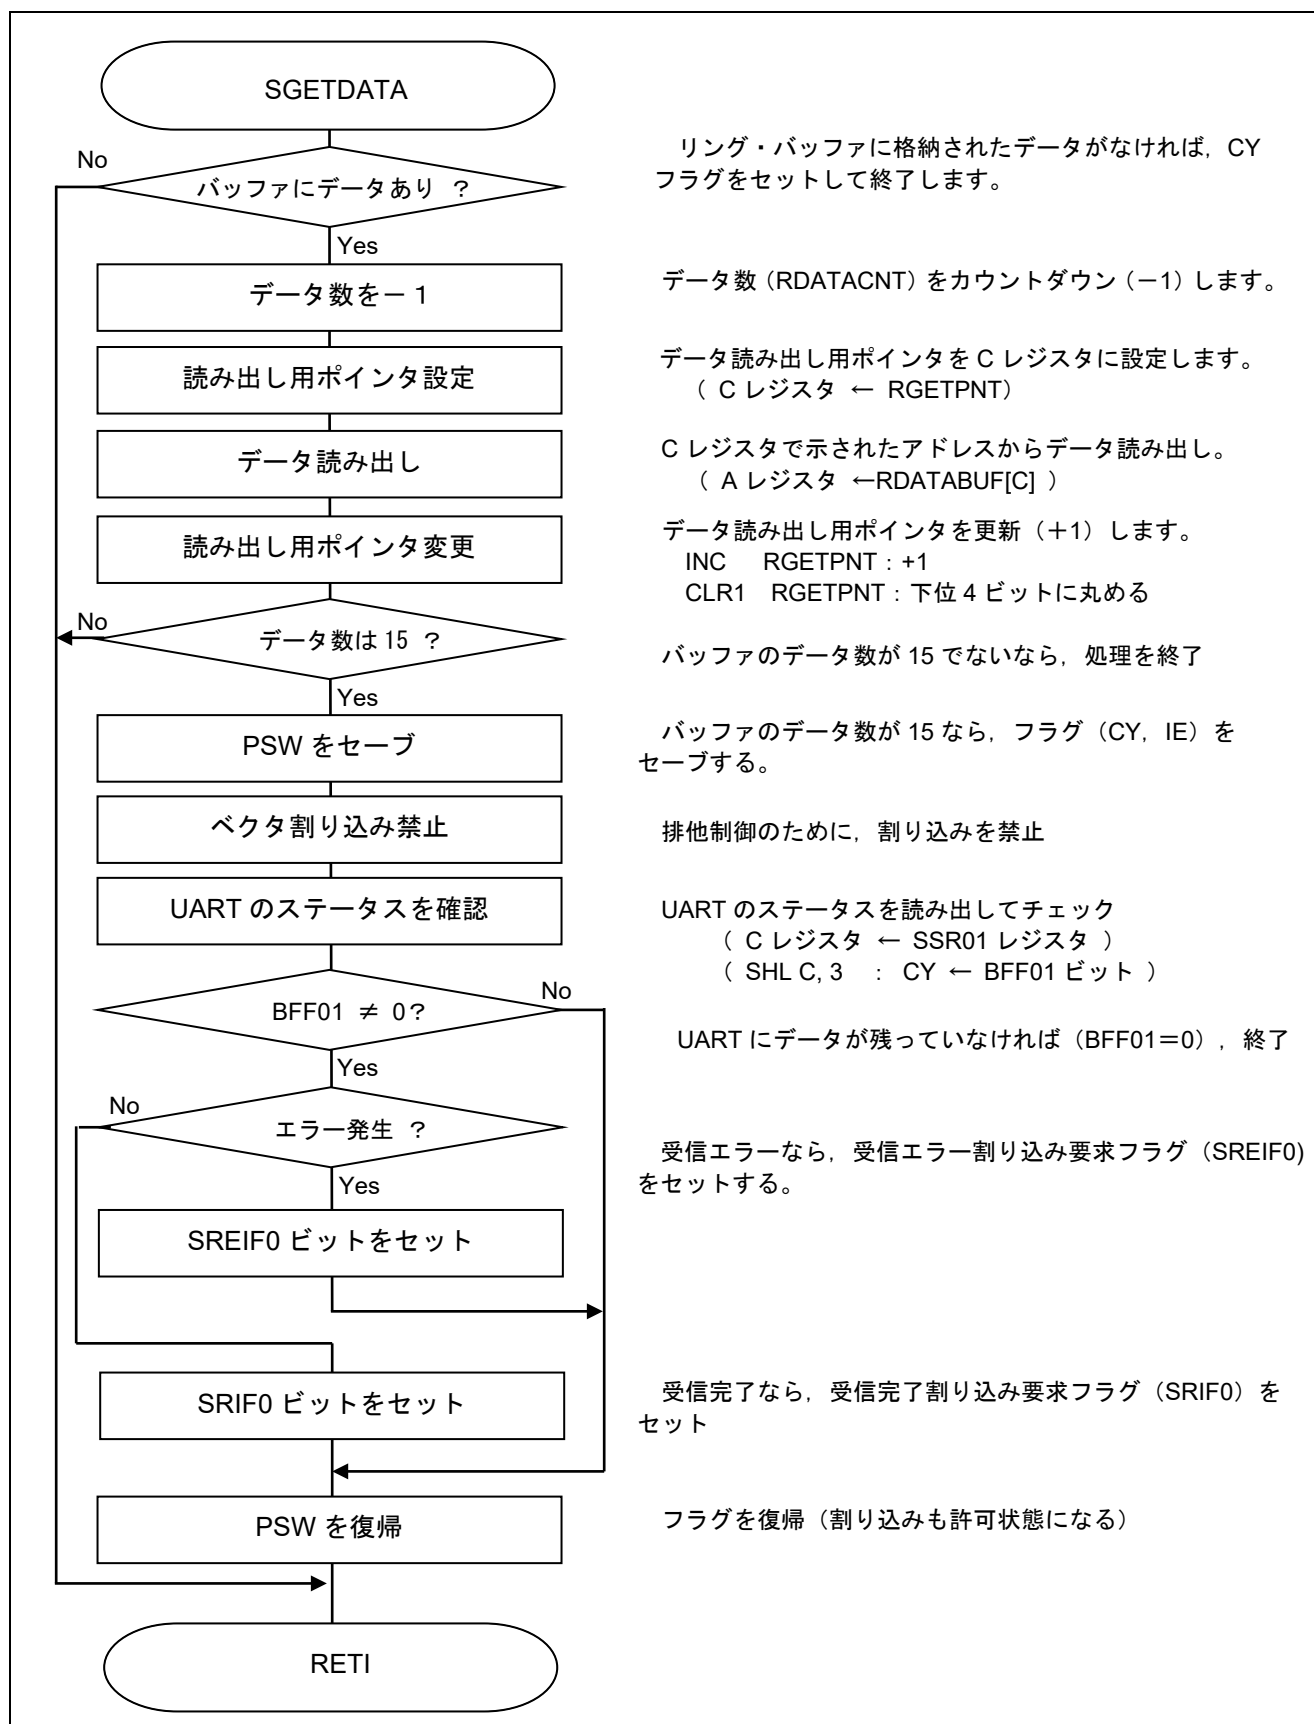 SGETDATA
リング・バッファに格納されたデータがなければ，CY
フラグをセットして終了します。
No
バッファにデータあり ？
Yes
データ数を－１
データ数（RDATACNT）をカウントダウン（－1）します。
読み出し用ポインタ設定
データ読み出し用ポインタを C レジスタに設定します。
（ C レジスタ ← RGETPNT）
データ読み出し
C レジスタで示されたアドレスからデータ読み出し。
（ A レジスタ ←RDATABUF[C] ）
読み出し用ポインタ変更
データ読み出し用ポインタを更新（＋1）します。
INC RGETPNT：+1
CLR1 RGETPNT：下位 4 ビットに丸める
No
データ数は 15 ？
バッファのデータ数が 15 でないなら，処理を終了
Yes
PSW をセーブ
バッファのデータ数が 15 なら，フラグ（CY，IE）を
セーブする。
ベクタ割り込み禁止
排他制御のために，割り込みを禁止
UART のステータスを確認
UART のステータスを読み出してチェック
（ C レジスタ ← SSR01 レジスタ ）
（ SHL C, 3 ： CY ← BFF01 ビット ）
BFF01 ≠ 0？
No
UART にデータが残っていなければ（BFF01＝0），終了
Yes
No
エラー発生 ？
受信エラーなら，受信エラー割り込み要求フラグ（SREIF0)
をセットする。
Yes
SREIF0 ビットをセット
SRIF0 ビットをセット
受信完了なら，受信完了割り込み要求フラグ（SRIF0）を
セット
PSW を復帰
フラグを復帰（割り込みも許可状態になる）
RETI